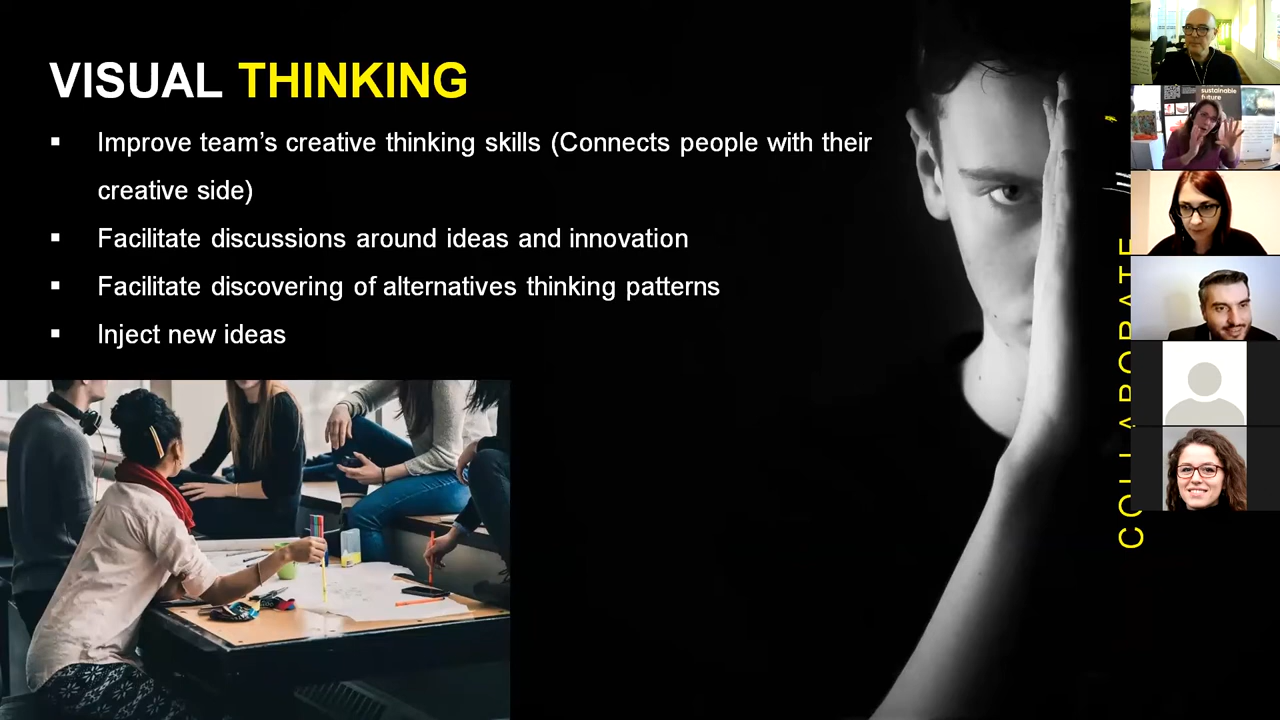 VISUAL THINKING
▪ Improve team's creative thinking skills (Connects people with their
creative side)
▪ Facilitate discussions around ideas and innovation
▪ Facilitate discovering of alternatives thinking patterns
▪ Inject new ideas
COLLABORATE
sustainable
future